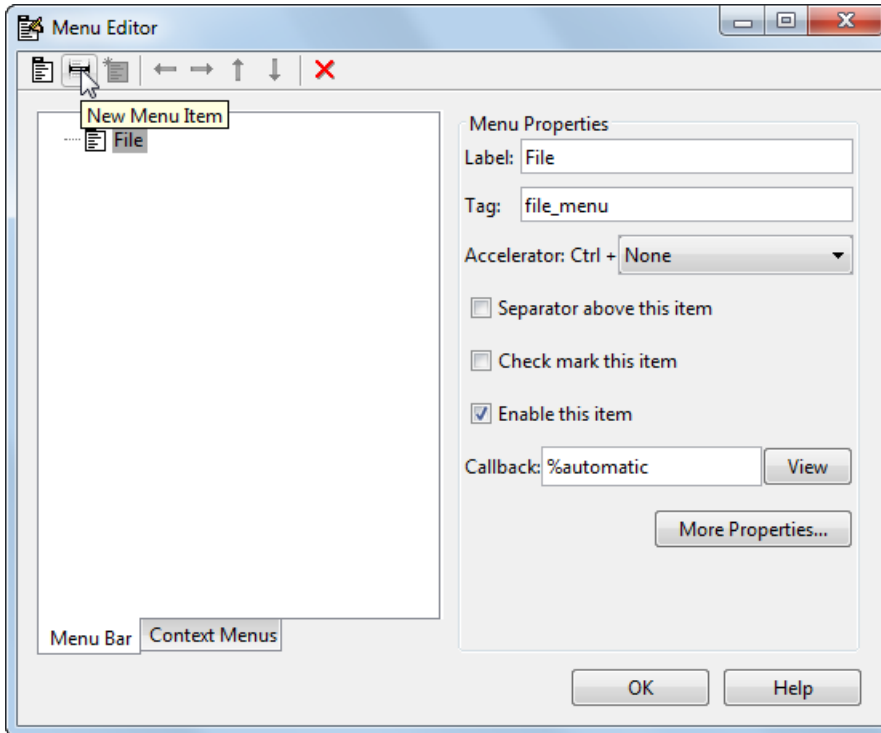 Menu Editor
New Menu Item
File
Menu Properties
Label: File
Tag: file_menu
Accelerator: Ctrl + None
Separator above this item
Check mark this item
Enable this item
Callback: %automatic View
More Properties...
Menu Bar Context Menus
OK Help